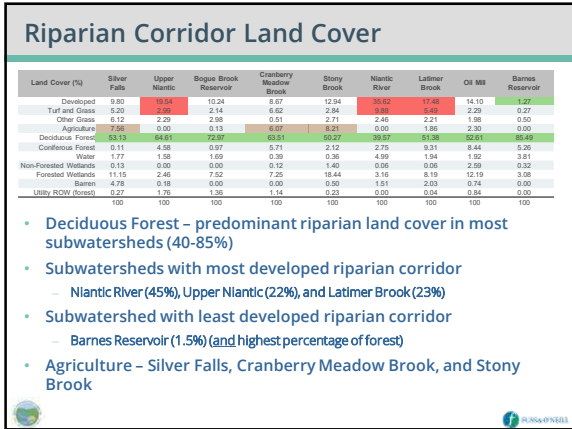 Riparian Corridor Land Cover
Land Cover (%) Silver Falls Upper Niantic Bogue Brook Reservoir Cranberry Meadow Brook Stony Brook Niantic River Latimer Brook Oil Mill Barnes Reservoir
Developed 9.80 19.54 10.24 8.67 12.94 35.62 17.48 14.10 1.27
Turf and Grass 5.20 2.99 2.14 6.62 2.84 9.88 5.49 2.29 0.27
Other Grass 6.12 2.29 2.98 0.51 2.71 2.46 2.21 1.98 0.50
Agriculture 7.56 0.00 0.13 6.07 8.21 0.00 1.86 2.30 0.00
Deciduous Forest 53.13 64.61 72.97 63.51 50.27 39.57 51.38 52.61 85.49
Coniferous Forest 0.11 4.58 0.97 5.71 2.12 2.75 9.31 8.44 5.26
Water 1.77 1.58 1.69 0.39 0.36 4.99 1.94 1.92 3.81
Non-Forested Wetlands 0.13 0.00 0.00 0.12 1.40 0.06 0.06 2.59 0.32
Forested Wetlands 11.15 2.46 7.52 7.25 18.44 3.16 8.19 12.19 3.08
Barren 4.78 0.18 0.00 0.00 0.50 1.51 2.03 0.74 0.00
Utility ROW (forest) 0.27 1.76 1.36 1.14 0.23 0.00 0.04 0.84 0.00
100 100 100 100 100 100 100 100 100
• Deciduous Forest – predominant riparian land cover in most
subwatersheds (40-85%)
• Subwatersheds with most developed riparian corridor
– Niantic River (45%), Upper Niantic (22%), and Latimer Brook (23%)
• Subwatershed with least developed riparian corridor
– Barnes Reservoir (1.5%) (and highest percentage of forest)
• Agriculture – Silver Falls, Cranberry Meadow Brook, and Stony
Brook
FUSS&O'NEILL